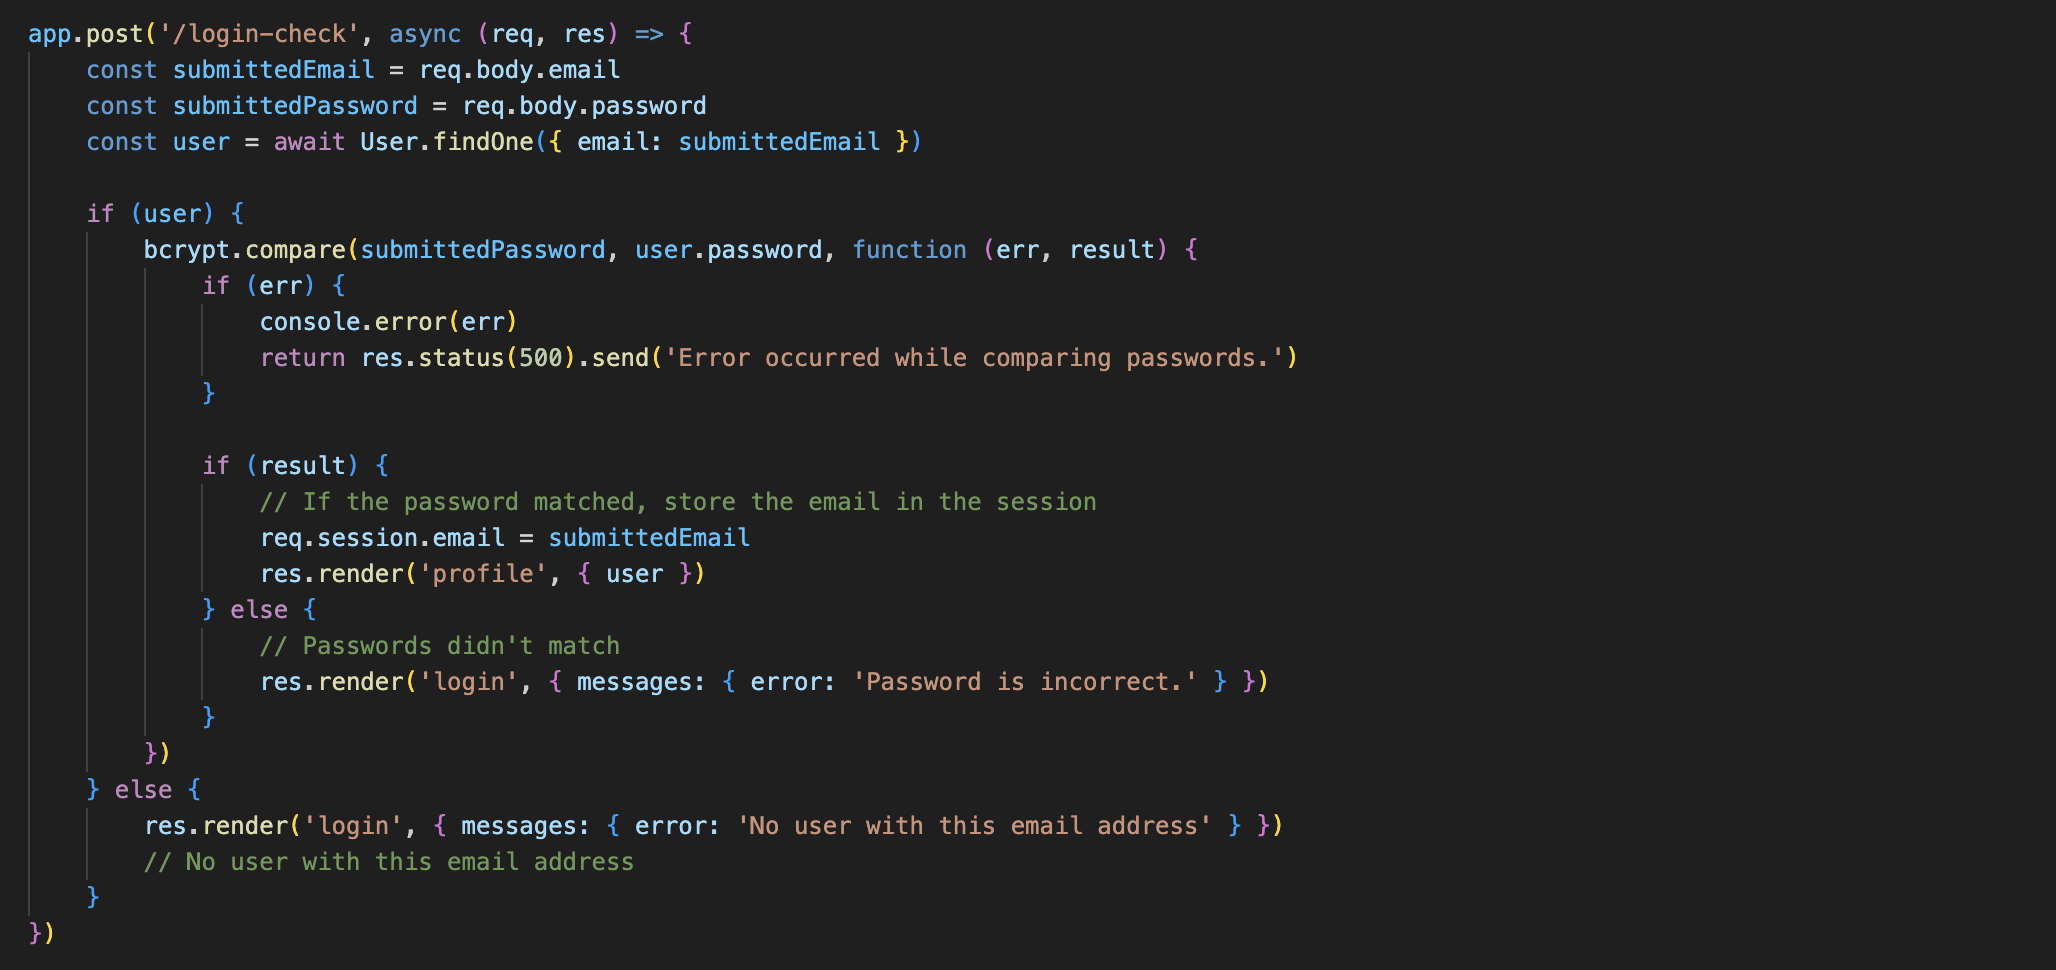 app.post('/login-check', async (req, res) => {
    const submittedEmail = req.body.email
    const submittedPassword = req.body.password
    const user = await User.findOne({ email: submittedEmail })

    if (user) {
        bcrypt.compare(submittedPassword, user.password, function (err, result) {
            if (err) {
                console.error(err)
                return res.status(500).send('Error occurred while comparing passwords.')
            }

            if (result) {
                // If the password matched, store the email in the session
                req.session.email = submittedEmail
                res.render('profile', { user })
            } else {
                // Passwords didn't match
                res.render('login', { messages: { error: 'Password is incorrect.' } })
            }
        })
    } else {
        res.render('login', { messages: { error: 'No user with this email address' } })
        // No user with this email address
    }
})